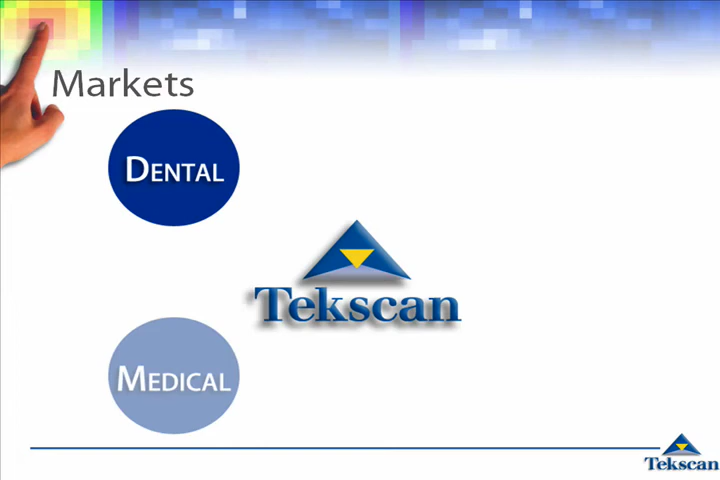 Markets
DENTAL
Tekscan
MEDICAL
Tekscan